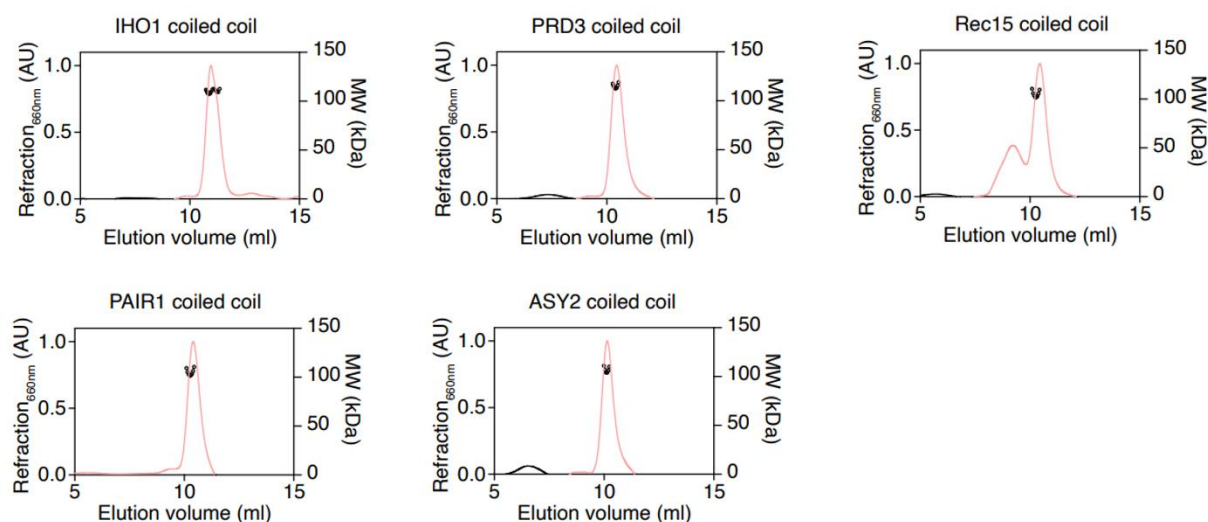 IHO1 coiled coil
Refraction660nm (AU)
1.0
0.5
0.0
150
100
50
0
MW (kDa)
5 10 15
Elution volume (ml)
PRD3 coiled coil
Refraction660nm (AU)
1.0
0.5
0.0
150
100
50
0
MW (kDa)
5 10 15
Elution volume (ml)
Rec15 coiled coil
Refraction660nm (AU)
1.0
0.5
0.0
150
100
50
0
MW (kDa)
5 10 15
Elution volume (ml)
PAIR1 coiled coil
Refraction660nm (AU)
1.0
0.5
0.0
150
100
50
0
MW (kDa)
5 10 15
Elution volume (ml)
ASY2 coiled coil
Refraction660nm (AU)
1.0
0.5
0.0
150
100
50
0
MW (kDa)
5 10 15
Elution volume (ml)